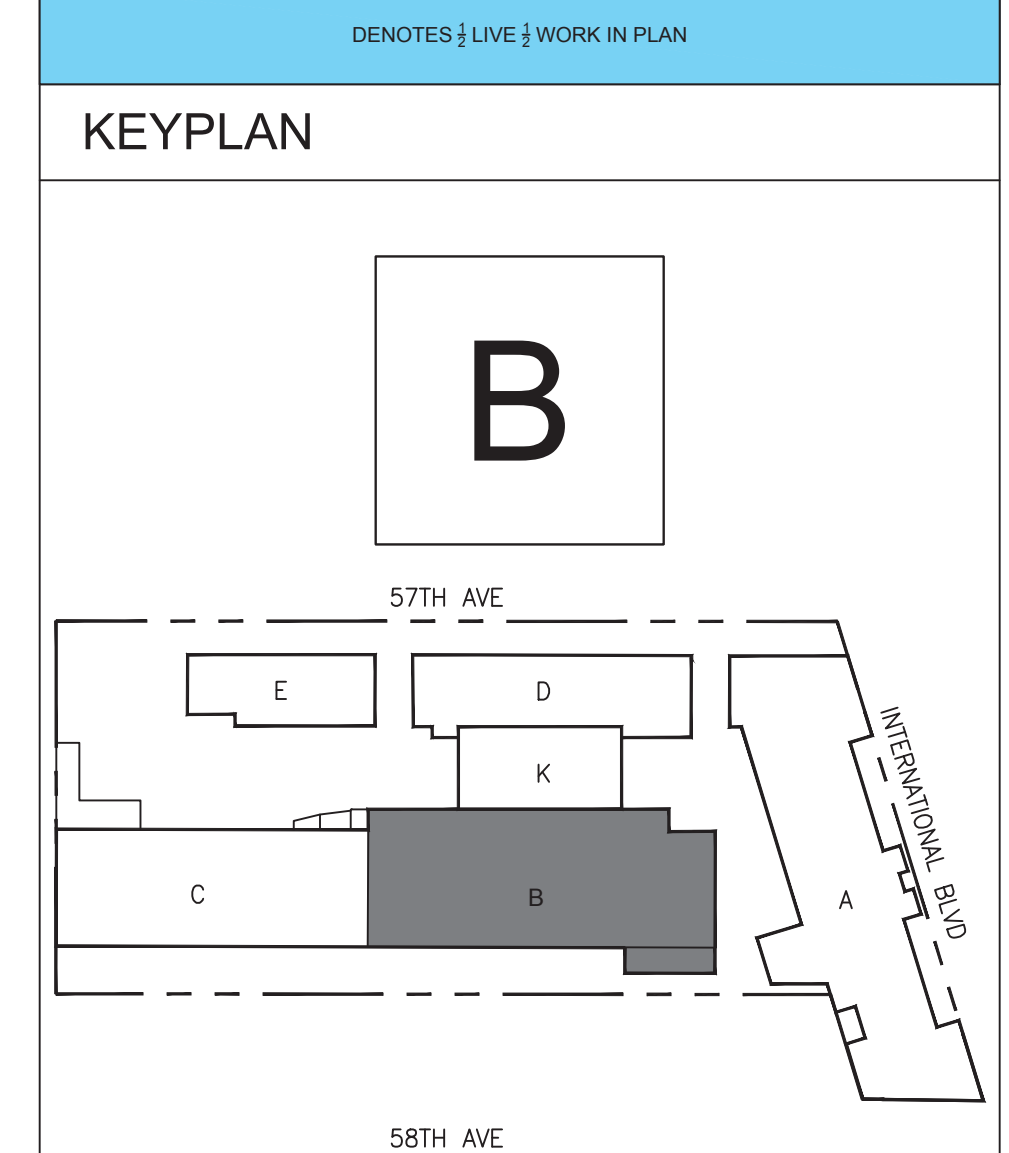 DENOTES 1/2 LIVE 1/2 WORK IN PLAN
KEYPLAN
B
57TH AVE
E
D
K
INTERNATIONAL BLVD
C
B
A
58TH AVE